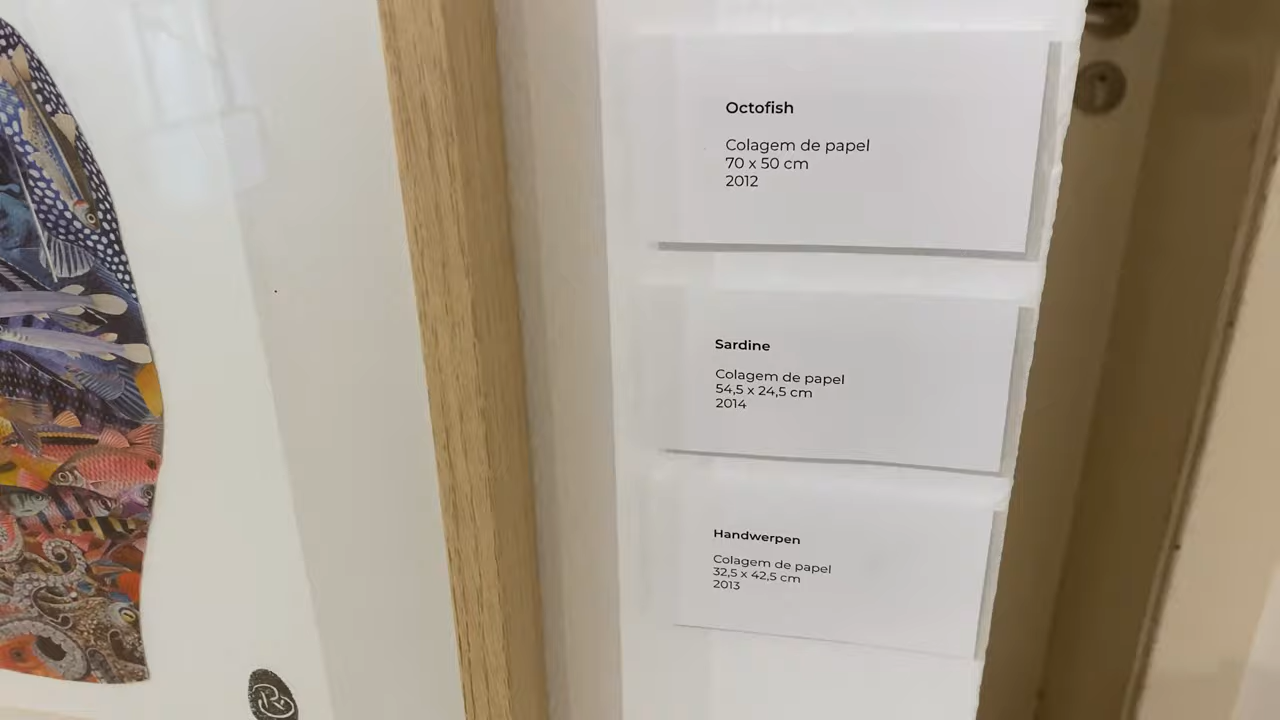 Octofish
Colagem de papel
70 x 50 cm
2012
Sardine
Colagem de papel
54,5 x 24,5 cm
2014
Handwerpen
Colagem de papel
32,5 x 42,5 cm
2013